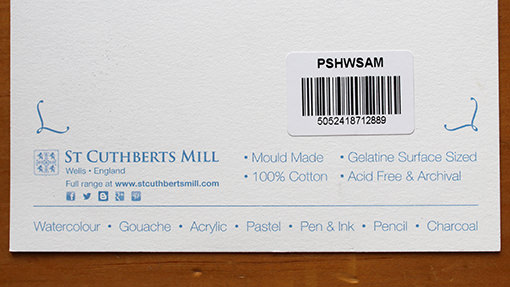 PSHWSAM
5052418712889
St Cuthberts Mill
Wells • England
Full range at www.stcuthbertsmill.com
• Mould Made • Gelatine Surface Sized
• 100% Cotton • Acid Free & Archival
Watercolour • Gouache • Acrylic • Pastel • Pen & Ink • Pencil • Charcoal